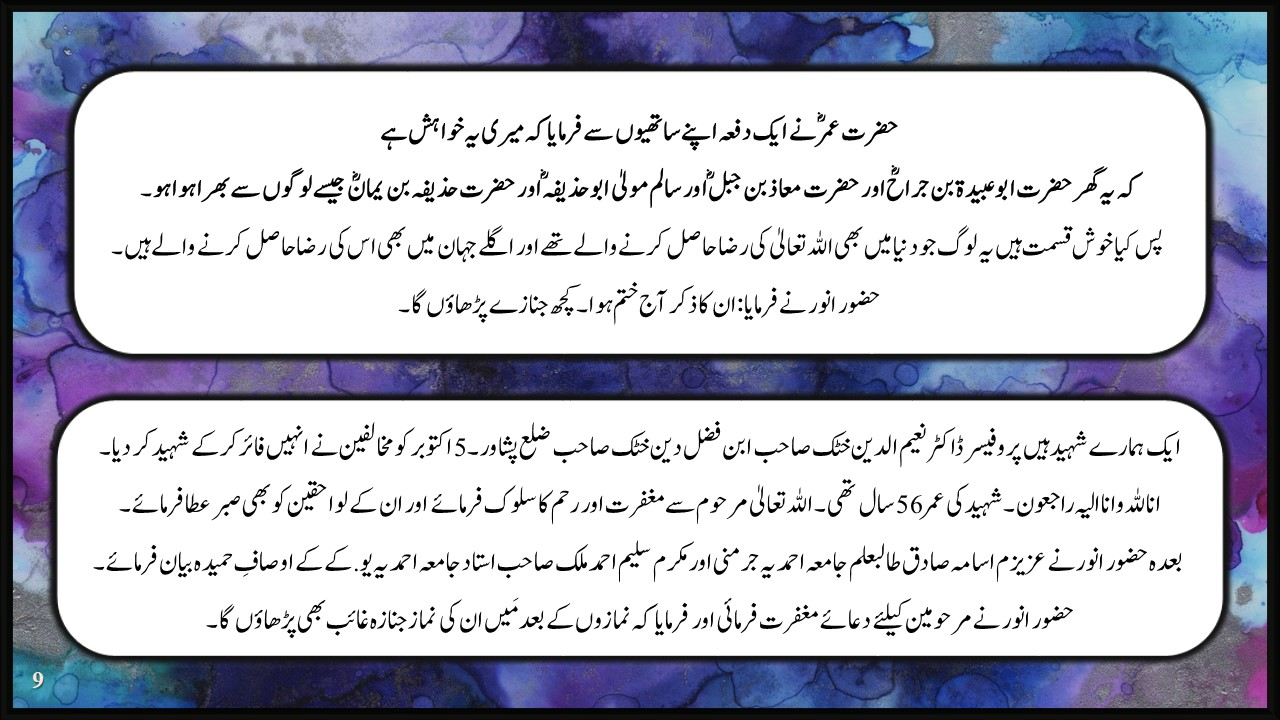 حضرت عمرؓنے ایک دفعہ اپنے ساتھیوں سے فرمایا کہ میری یہ خواہش ہے
کہ یہ گھر حضرت ابوعبیدۃ بن جراحؓ اور حضرت معاذ بن جبلؓ اور سالم مولیٰ ابوحذیفہؓ اور حضرت حذیفہ بن یمانؓ جیسے لوگوں سے بھرا ہوا ہو۔
پس کیا خوش قسمت ہیں یہ لوگ جو دنیا میں بھی اللہ تعالیٰ کی رضا حاصل کرنے والے تھے اور اگلے جہان میں بھی اس کی رضا حاصل کرنے والے ہیں۔
حضور انور نے فرمایا: ان کا ذکر آج ختم ہوا۔ کچھ جنازے پڑھاؤں گا۔
ایک ہمارے شہید ہیں پروفیسر ڈاکٹر نعیم الدین خٹک صاحب ابن فضل دین خٹک صاحب ضلع پشاور۔5 اکتوبر کو مخالفین نے انہیں فائر کرکے شہید کر دیا۔
اناللہ وانا الیہ راجعون۔ شہید کی عمر 56 سال تھی۔ اللہ تعالیٰ مرحوم سے مغفرت اور رحم کا سلوک فرمائے اور ان کے لواحقین کو بھی صبر عطا فرمائے۔
بعدہ حضور انور نے عزیزم اسامہ صادق طالبعلم جامعہ احمدیہ جرمنی اور مکرم سلیم احمد ملک صاحب استاد جامعہ احمدیہ یو.کے کے اوصافِ حمیدہ بیان فرمائے۔
حضور انور نے مرحومین کیلئے دعائے مغفرت فرمائی اور فرمایا کہ نمازوں کے بعد مَیں ان کی نماز جنازہ غائب بھی پڑھاؤں گا۔
9